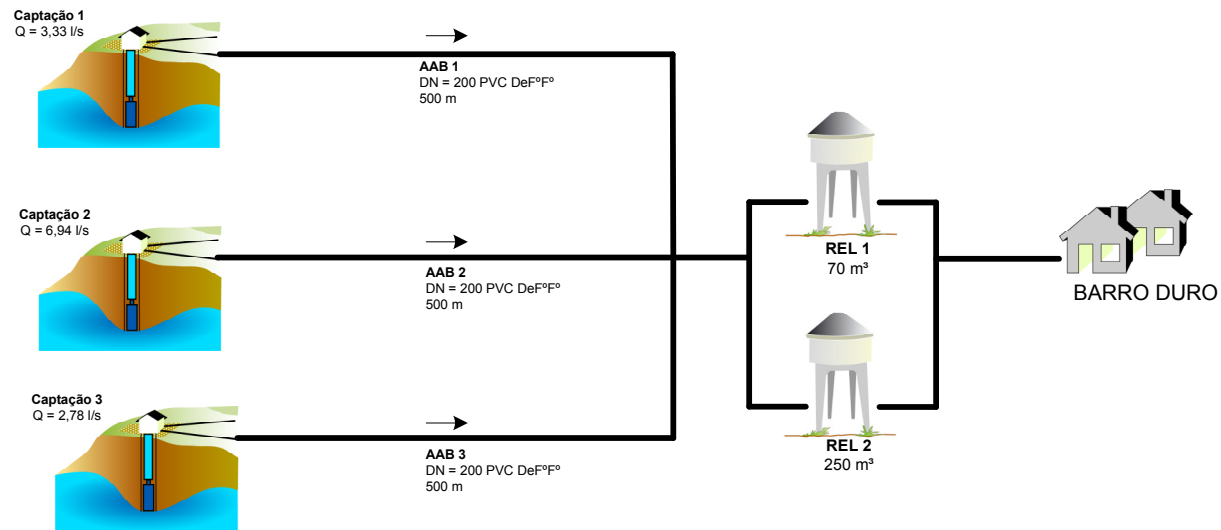 Captação 1
Q = 3,33 l/s
AAB 1
DN = 200 PVC DeFºFº
500 m
Captação 2
Q = 6,94 l/s
AAB 2
DN = 200 PVC DeFºFº
500 m
Captação 3
Q = 2,78 l/s
AAB 3
DN = 200 PVC DeFºFº
500 m
REL 1
70 m³
REL 2
250 m³
BARRO DURO